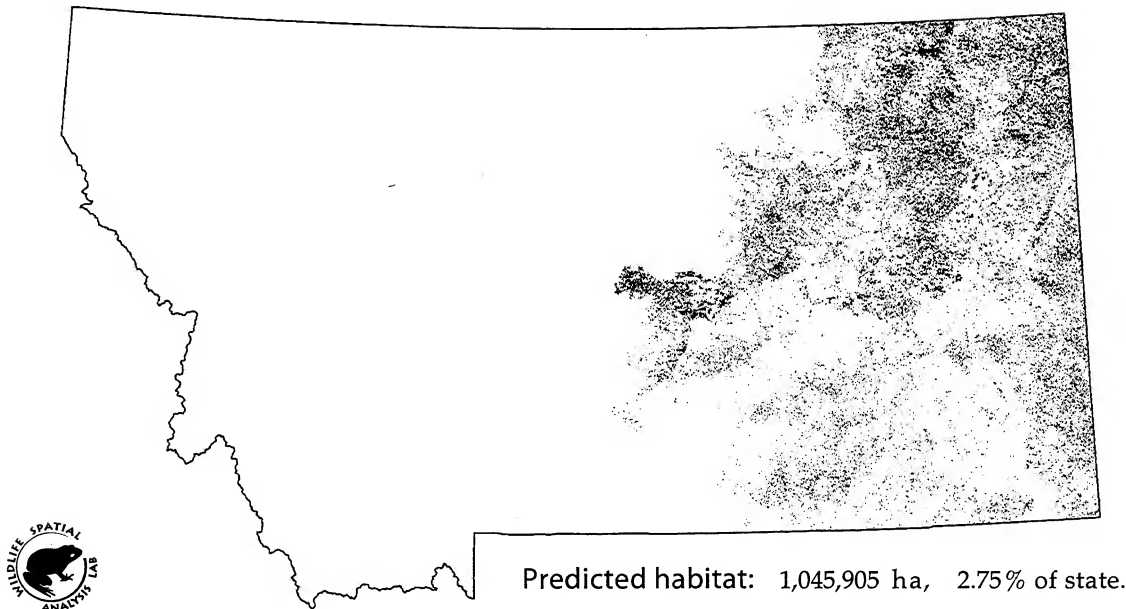 WILDLIFE SPATIAL ANALYSIS LAB
Predicted habitat: 1,045,905 ha, 2.75% of state.